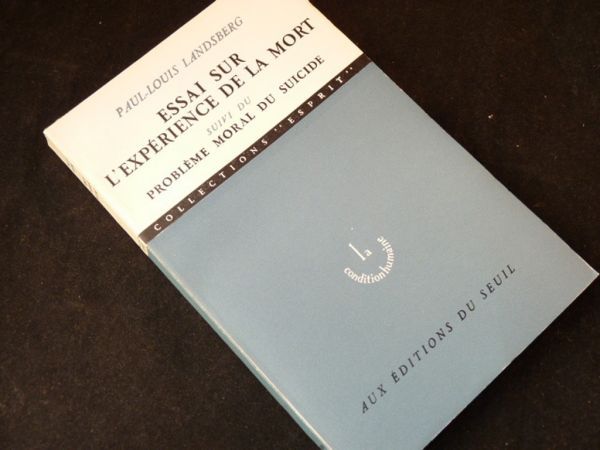 PAUL-LOUIS LANDSBERG
ESSAI SUR
L'EXPÉRIENCE DE LA MORT
SUIVI DU
PROBLÈME MORAL DU SUICIDE
COLLECTIONS "ESPRIT"
la
condition humaine
AUX ÉDITIONS DU SEUIL